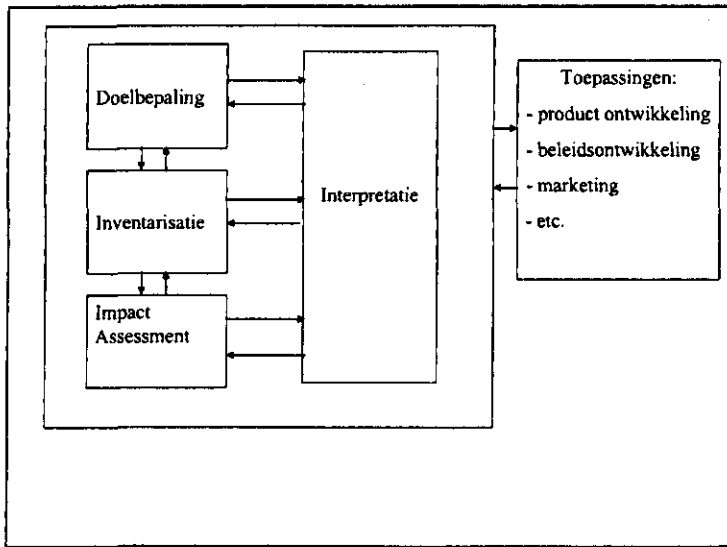 Doelbepaling
Inventarisatie
Impact
Assessment
Interpretatie
Toepassingen:
- product ontwikkeling
- beleidsontwikkeling
- marketing
- etc.